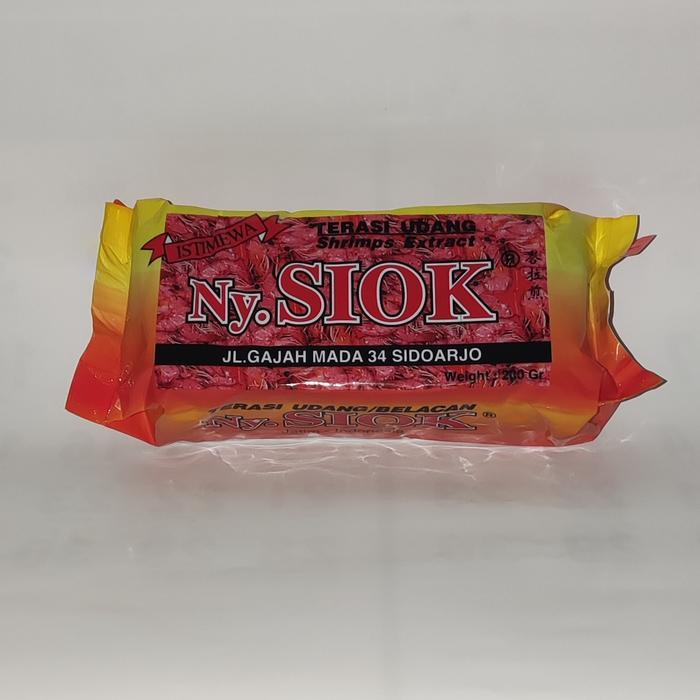 ISTIMEWA
TERASI UDANG
Shrimps Extract
Ny. SIOK
®
JL.GAJAH MADA 34 SIDOARJO
Weight : 200 Gr
TERASI UDANG/BELACAN
Ny. SIOK ®